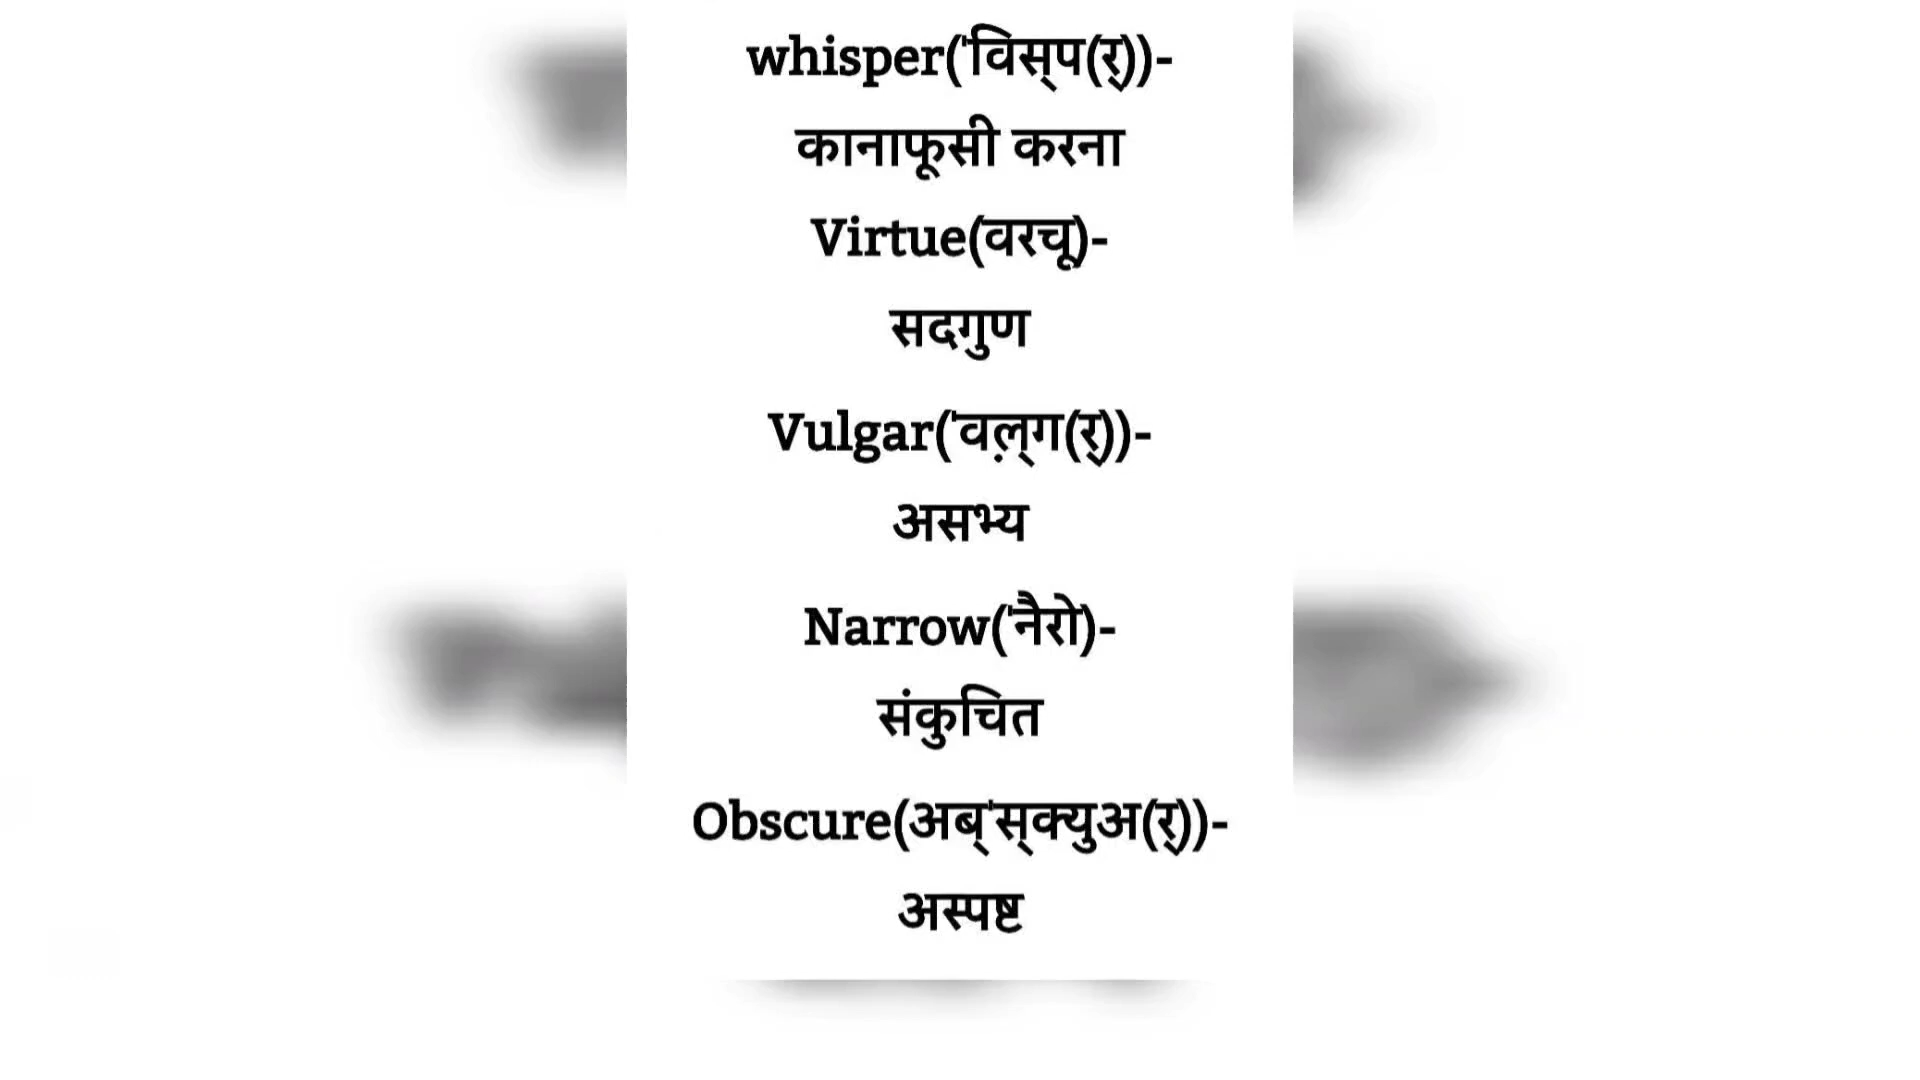 whisper('विस्प(र्))-
कानाफूसी करना
Virtue(वरचू)-
सदगुण
Vulgar('वल़्ग(र्))-
असभ्य
Narrow('नैरो)-
संकुचित
Obscure(अब्'स्क्युअ(र्))-
अस्पष्ट